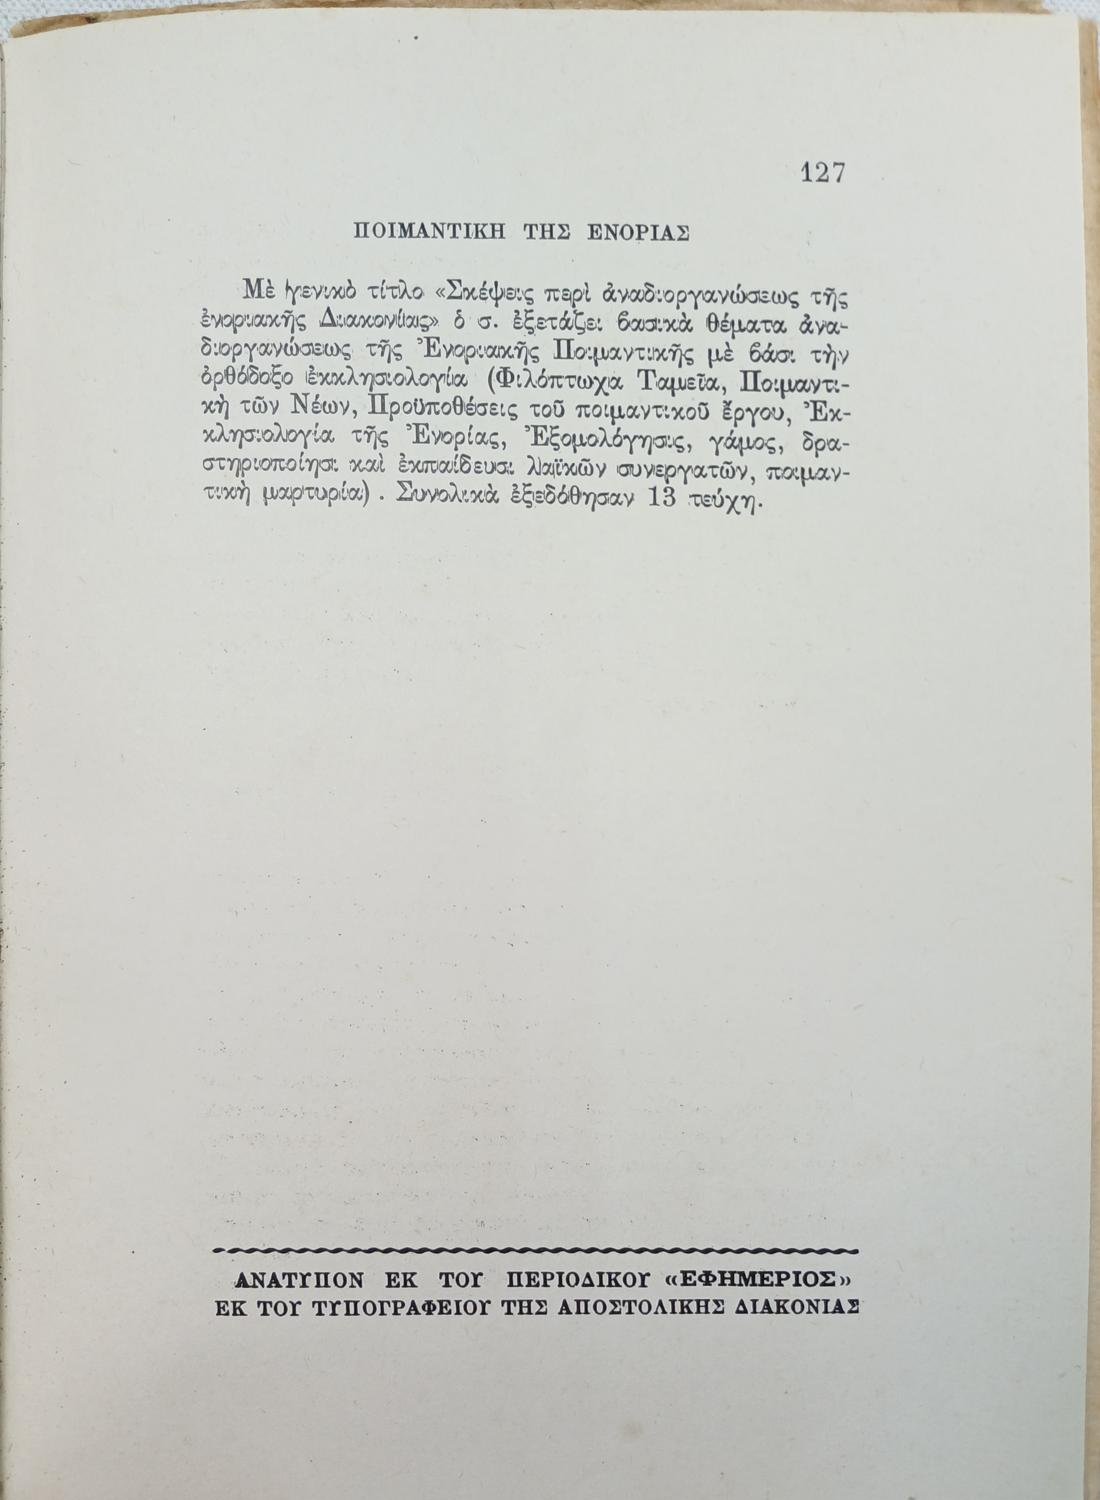 127
ΠΟΙΜΑΝΤΙΚΗ ΤΗΣ ΕΝΟΡΙΑΣ
Μὲ γενικὸ τίτλο «Σκέψεις περὶ ἀναδιοργανώσεως τῆς
ἐνοριακῆς Διακονίας» ὁ σ. ἐξετάζει βασικὰ θέματα ἀνα-
διοργανώσεως τῆς Ἐνοριακῆς Ποιμαντικῆς μὲ βάσι τὴν
ὀρθόδοξο ἐκκλησιολογία (Φιλόπτωχα Ταμεῖα, Ποιμαντι-
κὴ τῶν Νέων, Προϋποθέσεις τοῦ ποιμαντικοῦ ἔργου, Ἐκ-
κλησιολογία τῆς Ἐνορίας, Ἐξομολόγησις, γάμος, δρα-
στηριοποίησι καὶ ἐκπαίδευσι λαϊκῶν συνεργατῶν, ποιμαν-
τικὴ μαρτυρία). Συνολικὰ ἐξεδόθησαν 13 τεύχη.
ΑΝΑΤΥΠΟΝ ΕΚ ΤΟΥ ΠΕΡΙΟΔΙΚΟΥ «ΕΦΗΜΕΡΙΟΣ»
ΕΚ ΤΟΥ ΤΥΠΟΓΡΑΦΕΙΟΥ ΤΗΣ ΑΠΟΣΤΟΛΙΚΗΣ ΔΙΑΚΟΝΙΑΣ